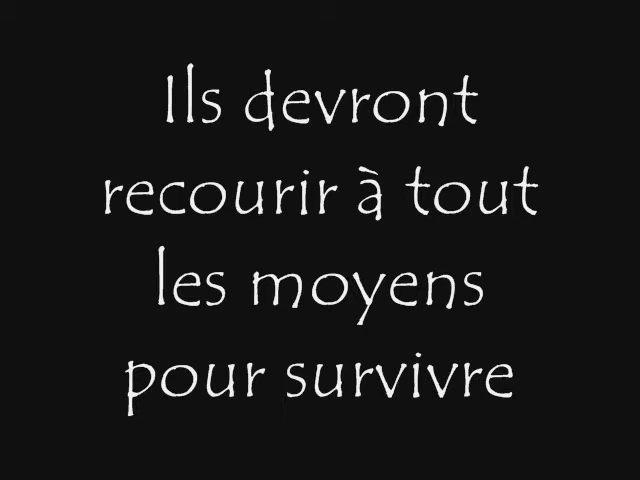 Ils devront
recourir à tout
les moyens
pour survivre